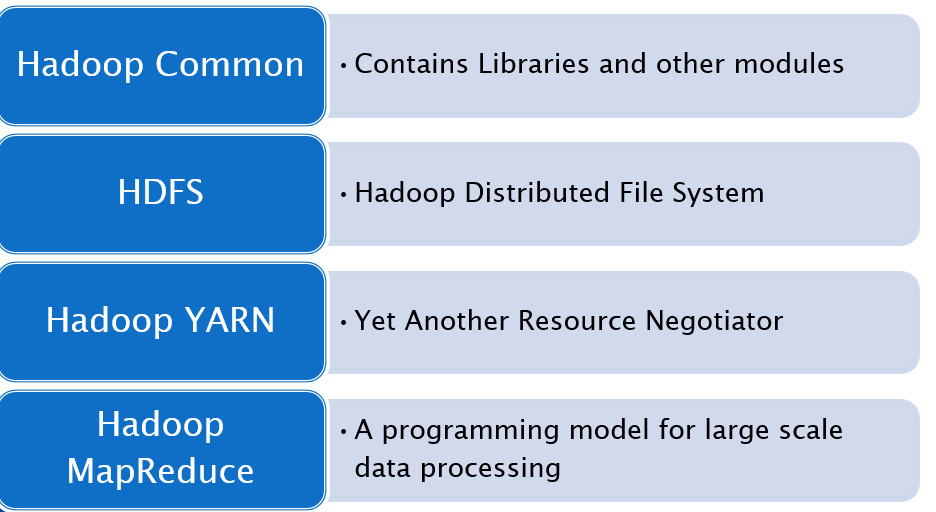 Hadoop Common
• Contains Libraries and other modules
HDFS
• Hadoop Distributed File System
Hadoop YARN
• Yet Another Resource Negotiator
Hadoop
MapReduce
• A programming model for large scale
data processing